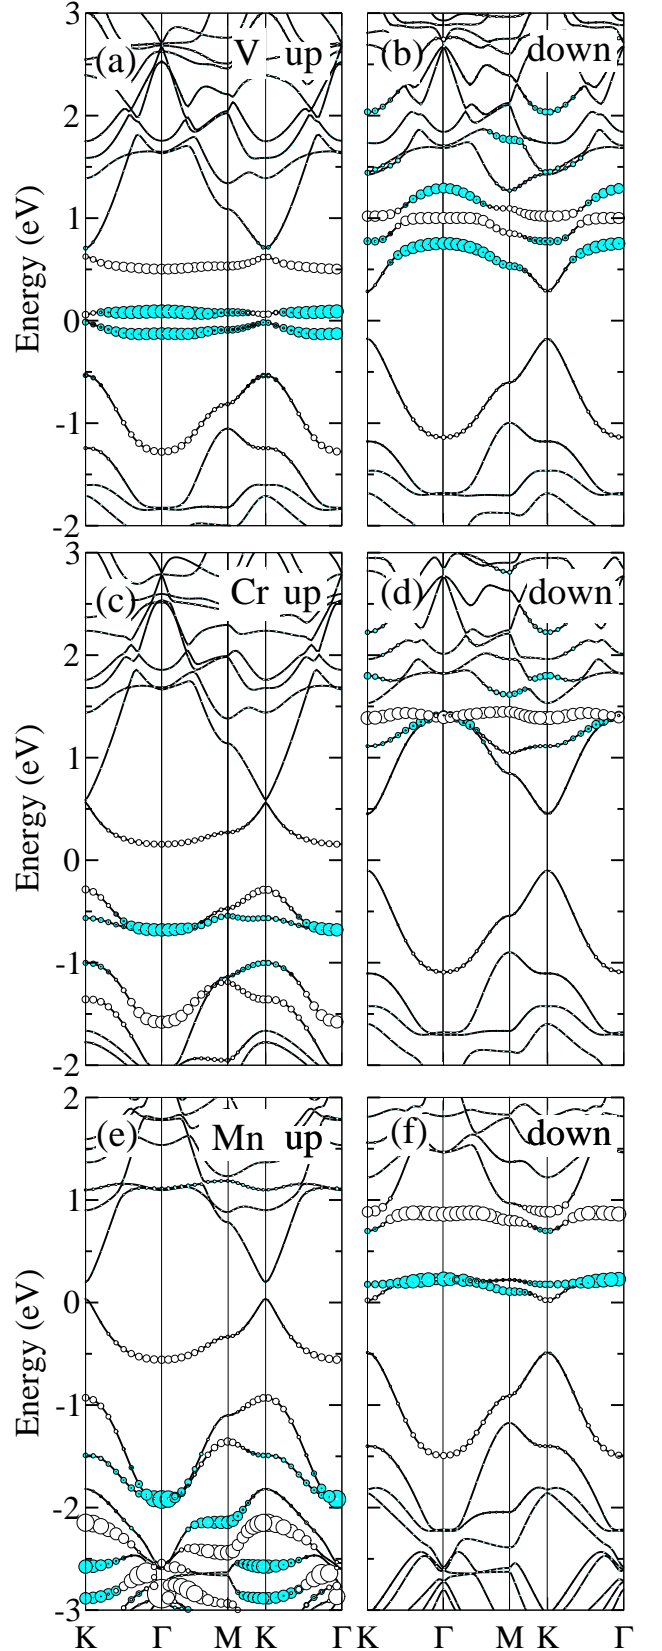 3
(a) V up (b) down
2
1
Energy (eV)
0
-1
-2
3
(c) Cr up (d) down
2
1
Energy (eV)
0
-1
-2
2
(e) Mn up (f) down
1
Energy (eV)
0
-1
-2
-3
K Γ M K Γ K Γ M K Γ